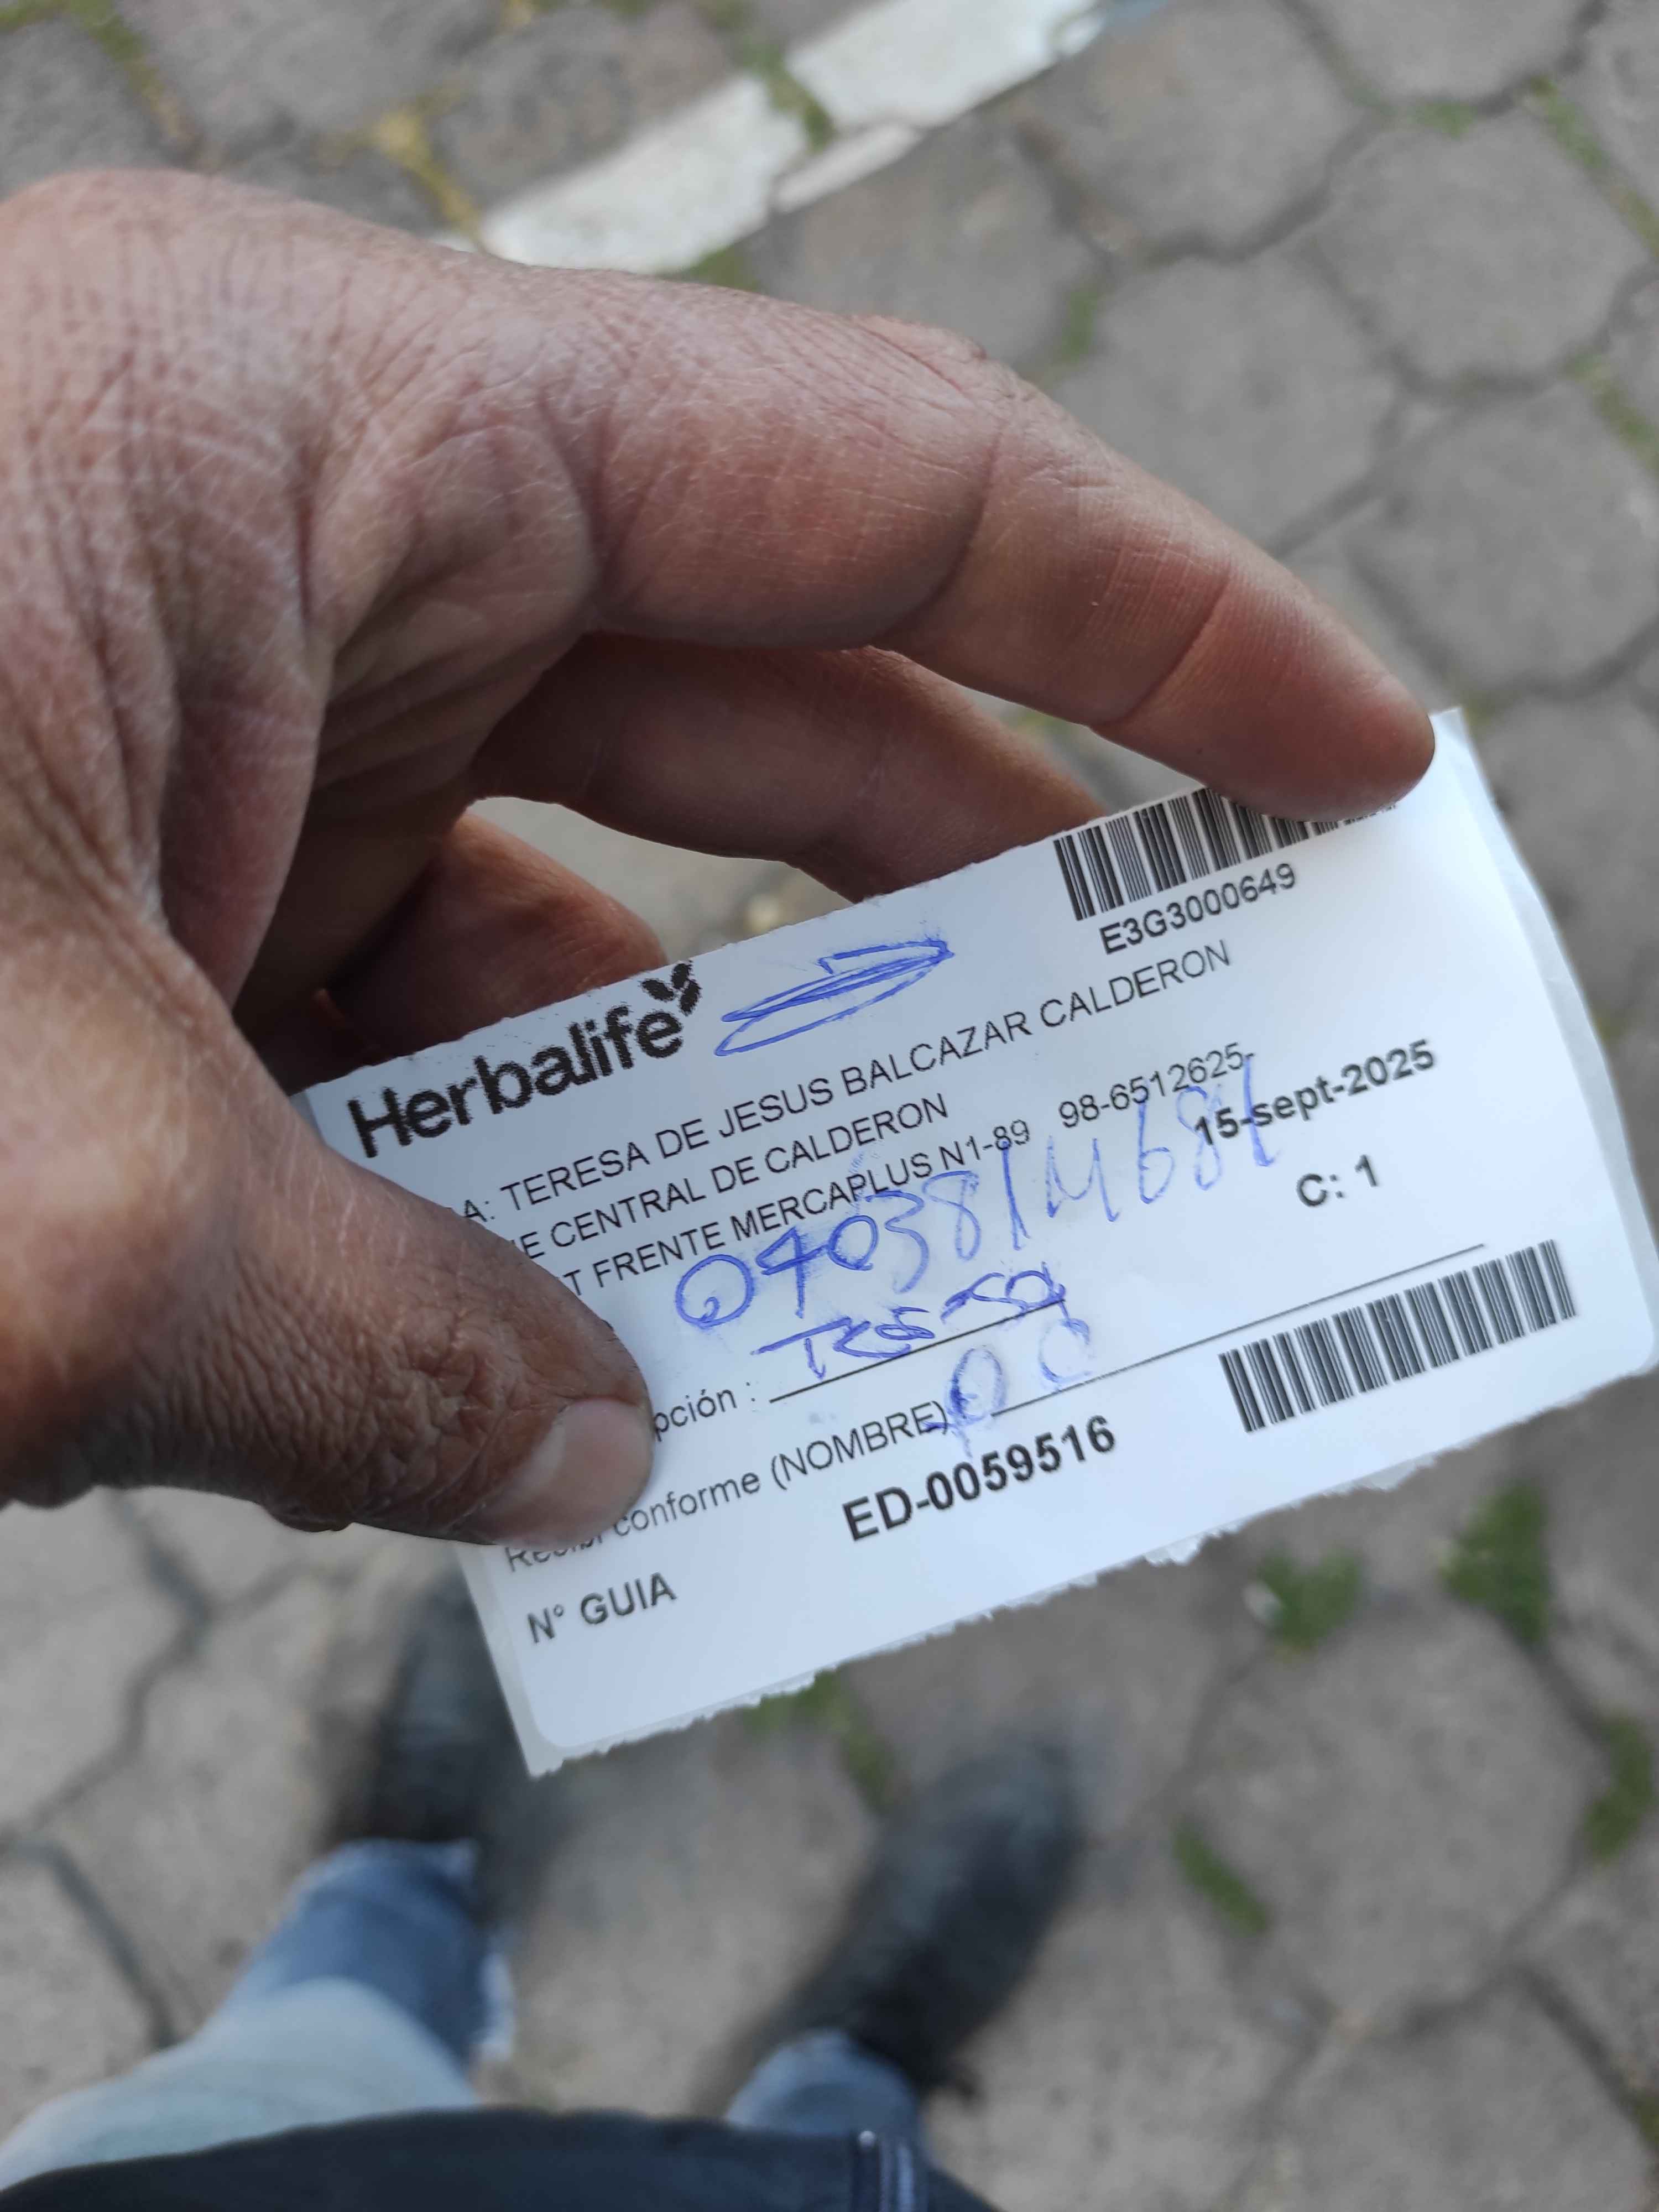 Herbalife
E3G3000649
A: TERESA DE JESUS BALCAZAR CALDERON
E CENTRAL DE CALDERON
T FRENTE MERCAPLUS N1-89 98-6512625-
15-sept-2025
C: 1
Teresa
pción :
Recibí conforme (NOMBRE)
N° GUIA ED-0059516